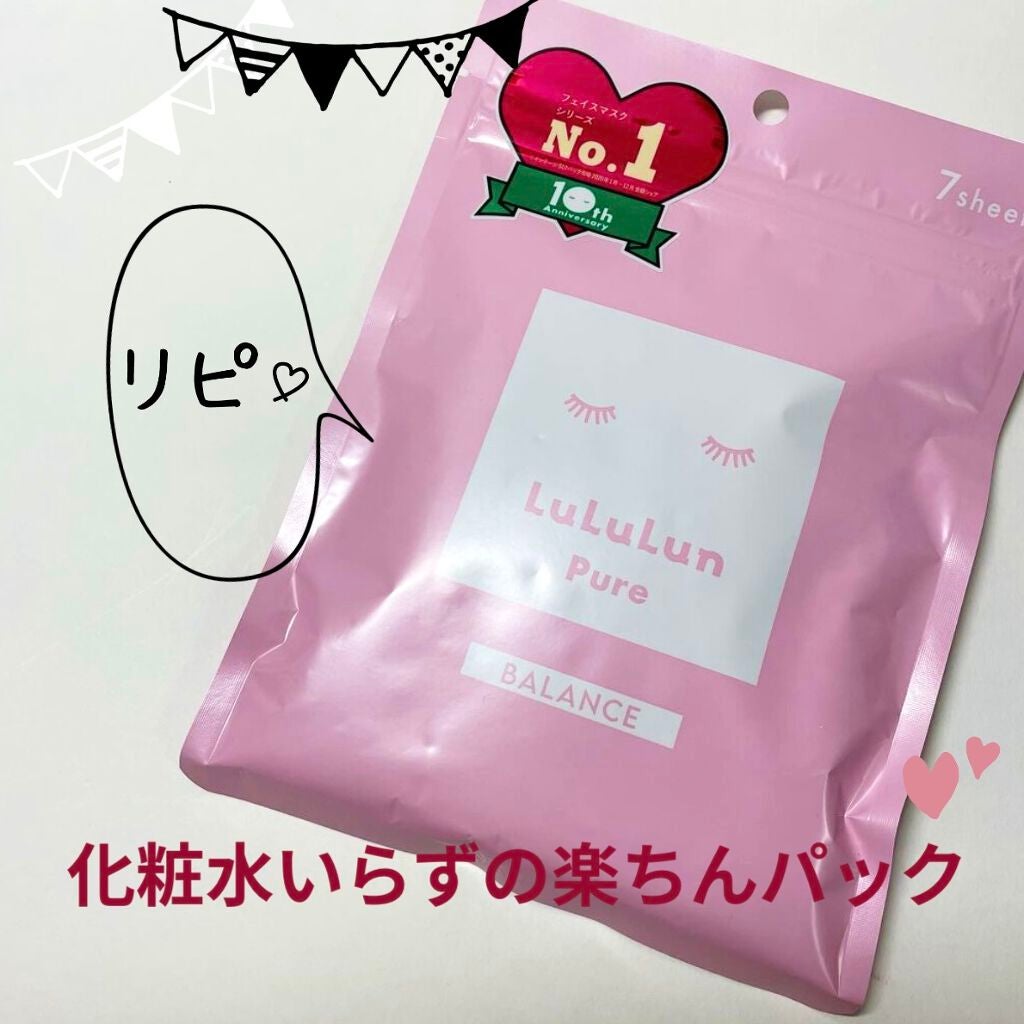 フェイスマスク
シリーズ
No.1
10th
Anniversary
7shee
リピ
LuLuLun
Pure
BALANCE
化粧水いらずの楽ちんパック